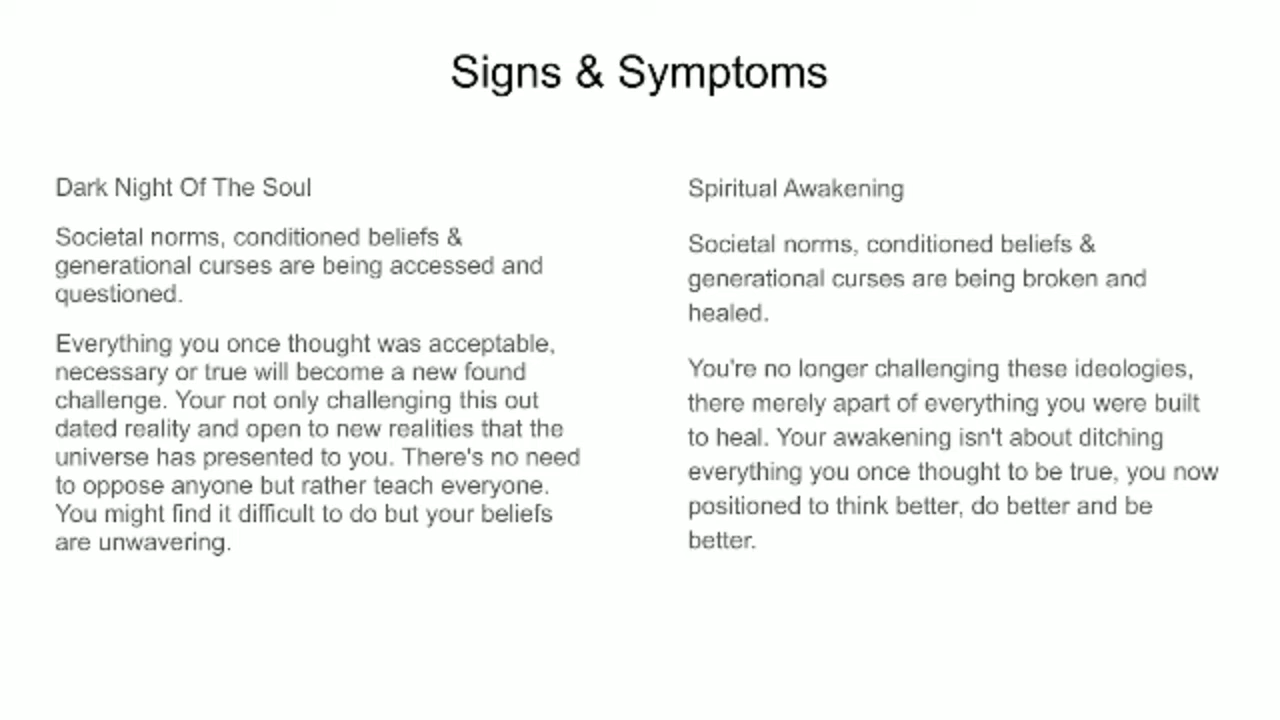 Signs & Symptoms
Dark Night Of The Soul
Societal norms, conditioned beliefs &
generational curses are being accessed and
questioned.
Everything you once thought was acceptable,
necessary or true will become a new found
challenge. Your not only challenging this out
dated reality and open to new realities that the
universe has presented to you. There's no need
to oppose anyone but rather teach everyone.
You might find it difficult to do but your beliefs
are unwavering.
Spiritual Awakening
Societal norms, conditioned beliefs &
generational curses are being broken and
healed.
You're no longer challenging these ideologies,
there merely apart of everything you were built
to heal. Your awakening isn't about ditching
everything you once thought to be true, you now
positioned to think better, do better and be
better.